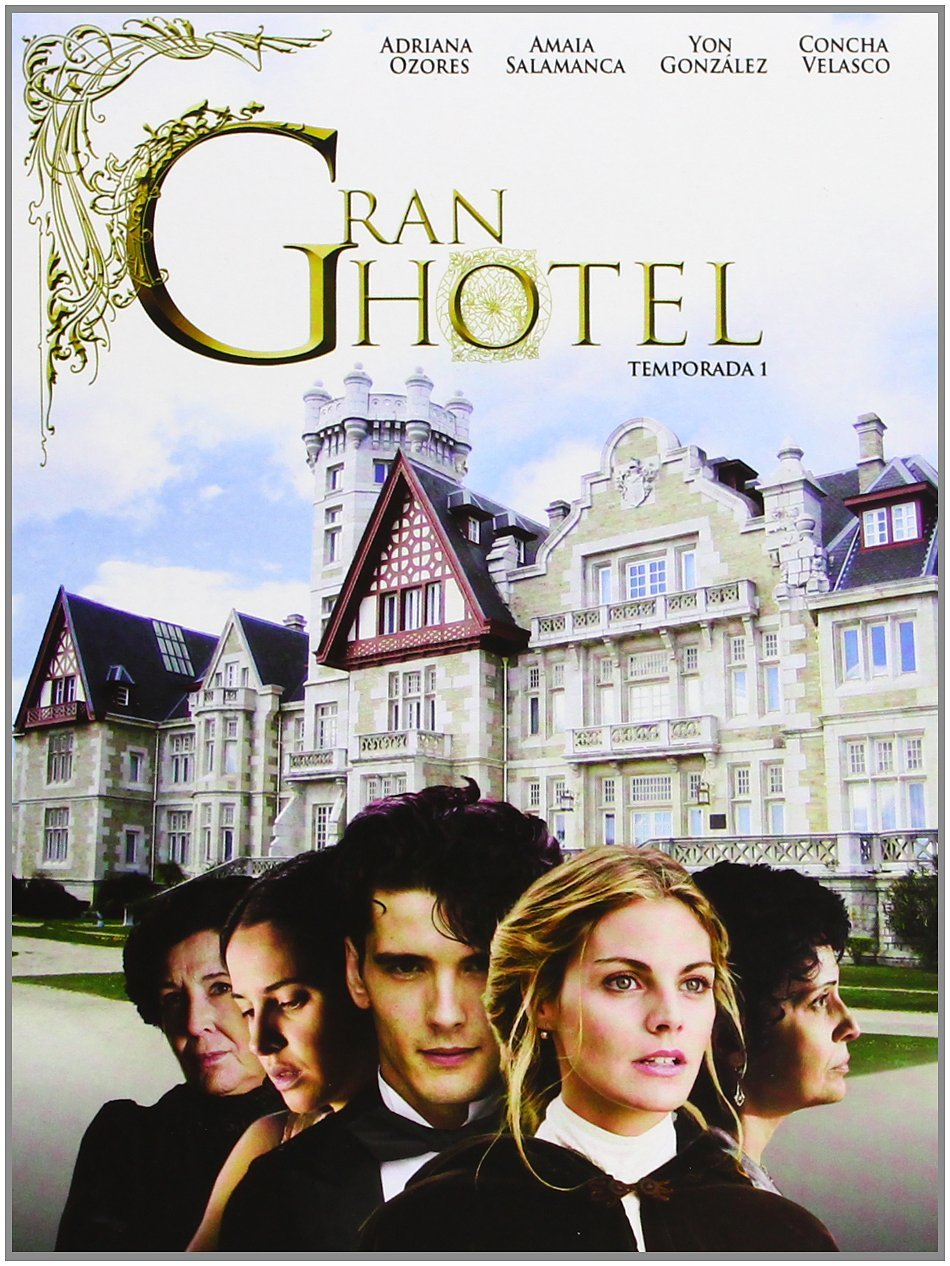 ADRIANA OZORES
AMAIA SALAMANCA
YON GONZÁLEZ
CONCHA VELASCO
GRAN
HOTEL
TEMPORADA 1